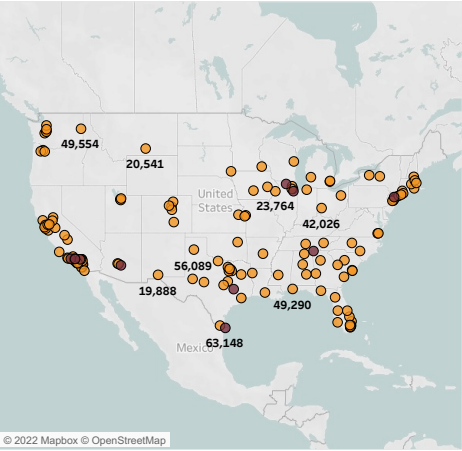 49,554
20,541
United
States
23,764
42,026
56,089
19,888
49,290
63,148
Mexico
© 2022 Mapbox © OpenStreetMap